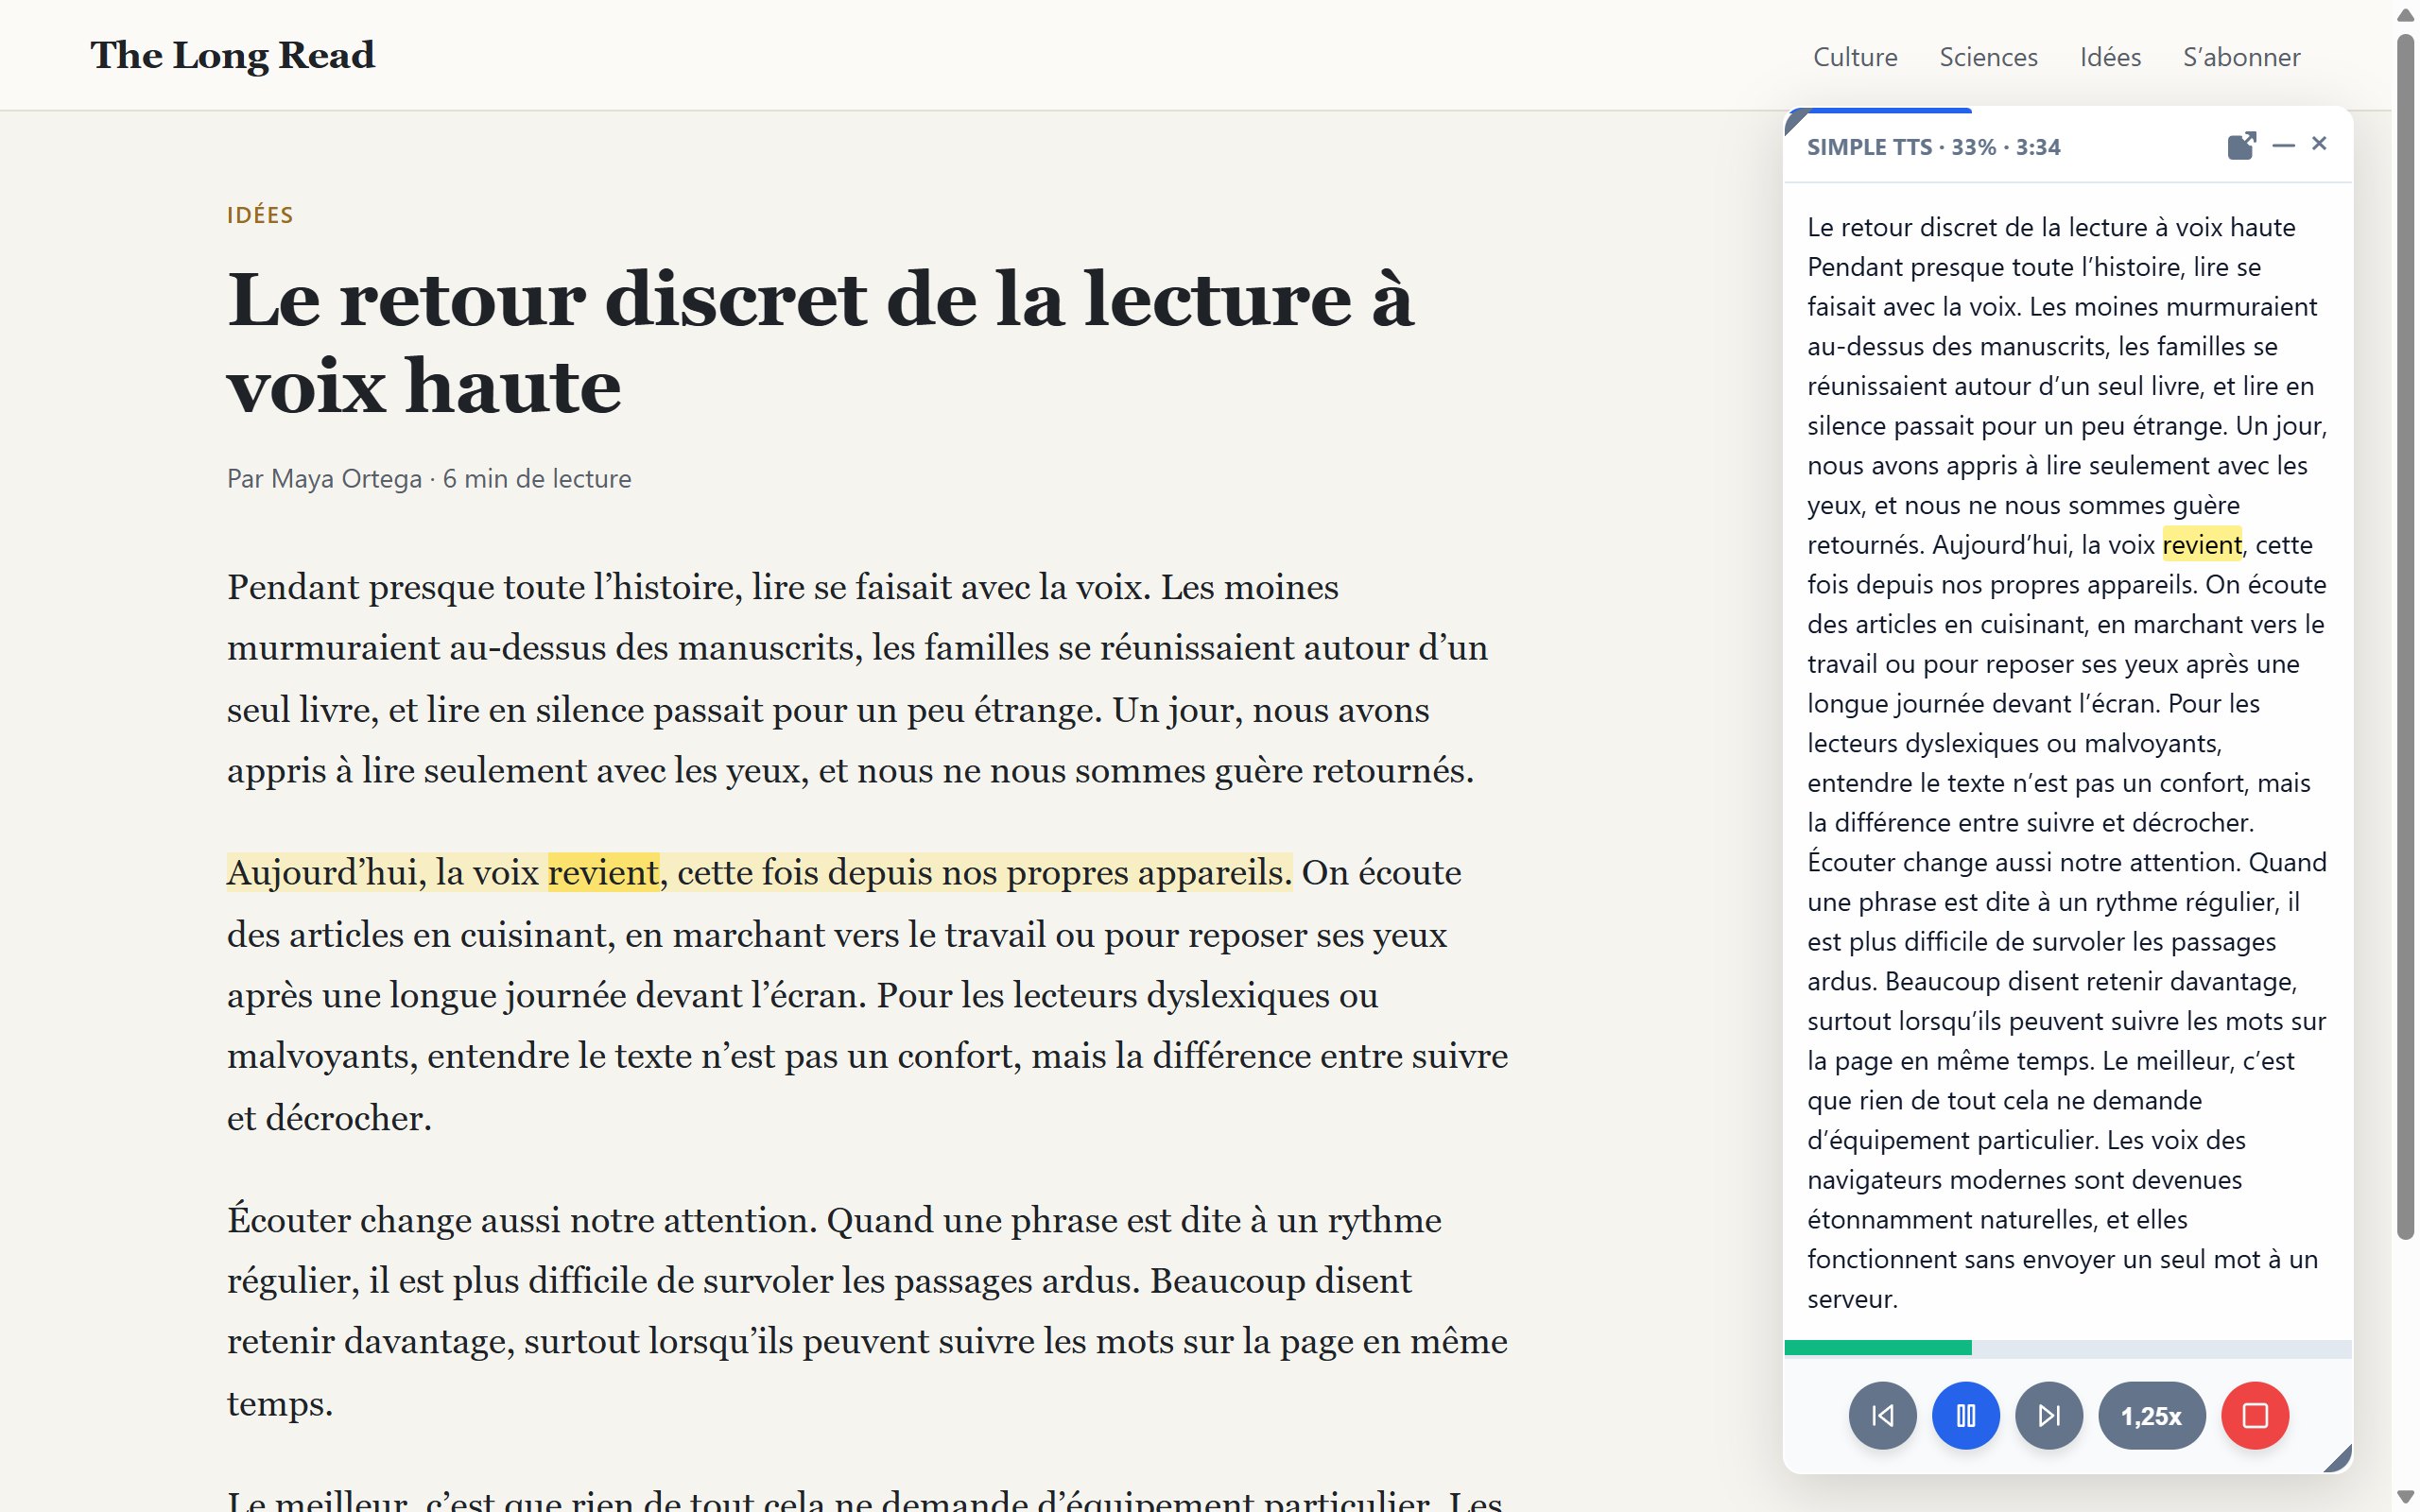 The Long Read
Culture Sciences Idées S’abonner
IDÉES
Le retour discret de la lecture à
voix haute
Par Maya Ortega · 6 min de lecture
Pendant presque toute l’histoire, lire se faisait avec la voix. Les moines
murmuraient au-dessus des manuscrits, les familles se réunissaient autour d’un
seul livre, et lire en silence passait pour un peu étrange. Un jour, nous avons
appris à lire seulement avec les yeux, et nous ne nous sommes guère retournés.
Aujourd’hui, la voix revient, cette fois depuis nos propres appareils. On écoute
des articles en cuisinant, en marchant vers le travail ou pour reposer ses yeux
après une longue journée devant l’écran. Pour les lecteurs dyslexiques ou
malvoyants, entendre le texte n’est pas un confort, mais la différence entre suivre
et décrocher.
Écouter change aussi notre attention. Quand une phrase est dite à un rythme
régulier, il est plus difficile de survoler les passages ardus. Beaucoup disent
retenir davantage, surtout lorsqu’ils peuvent suivre les mots sur la page en même
temps.
Le meilleur, c’est que rien de tout cela ne demande d’équipement particulier. Les
SIMPLE TTS · 33% · 3:34
Le retour discret de la lecture à voix haute
Pendant presque toute l’histoire, lire se
faisait avec la voix. Les moines murmuraient
au-dessus des manuscrits, les familles se
réunissaient autour d’un seul livre, et lire en
silence passait pour un peu étrange. Un jour,
nous avons appris à lire seulement avec les
yeux, et nous ne nous sommes guère
retournés. Aujourd’hui, la voix revient, cette
fois depuis nos propres appareils. On écoute
des articles en cuisinant, en marchant vers le
travail ou pour reposer ses yeux après une
longue journée devant l’écran. Pour les
lecteurs dyslexiques ou malvoyants,
entendre le texte n’est pas un confort, mais
la différence entre suivre et décrocher.
Écouter change aussi notre attention. Quand
une phrase est dite à un rythme régulier, il
est plus difficile de survoler les passages
ardus. Beaucoup disent retenir davantage,
surtout lorsqu’ils peuvent suivre les mots sur
la page en même temps. Le meilleur, c’est
que rien de tout cela ne demande
d’équipement particulier. Les voix des
navigateurs modernes sont devenues
étonnamment naturelles, et elles
fonctionnent sans envoyer un seul mot à un
serveur.
1,25x